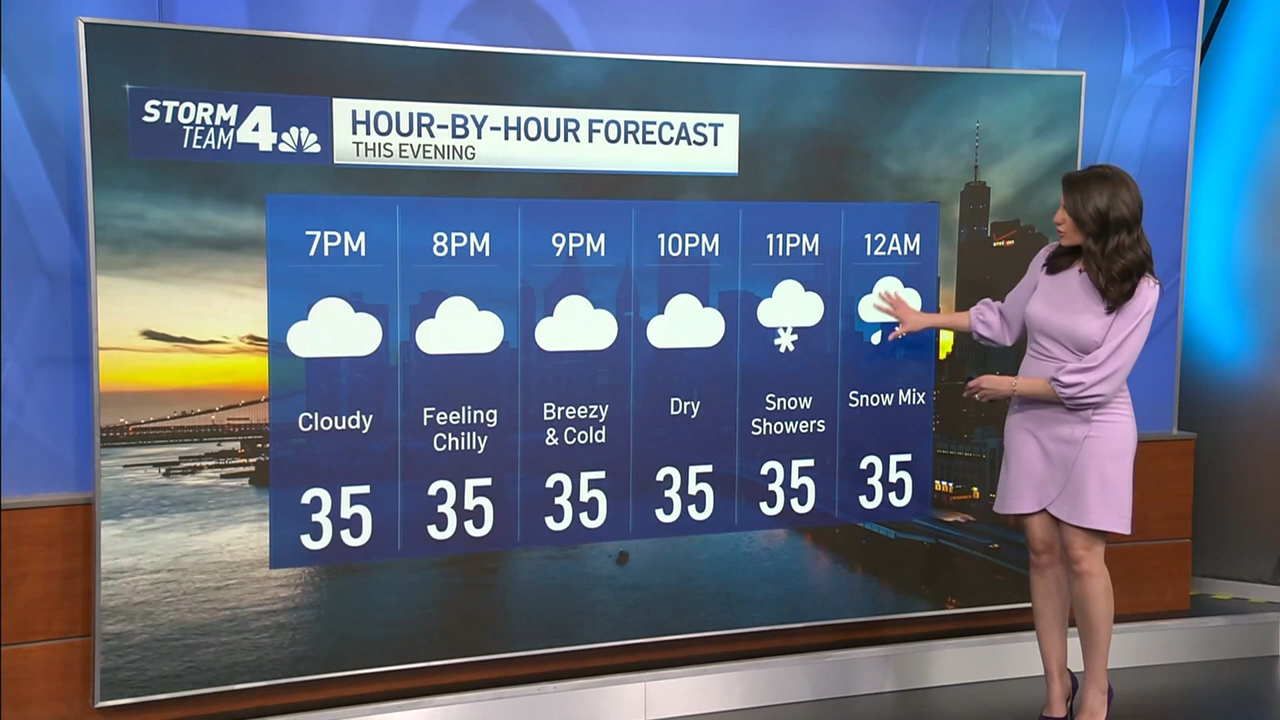 STORM
TEAM 4
HOUR-BY-HOUR FORECAST
THIS EVENING
7PM 8PM 9PM 10PM 11PM 12AM
Cloudy
Feeling
Chilly
Breezy
& Cold
Dry
Snow
Showers
Snow Mix
35 35 35 35 35 35
verizon